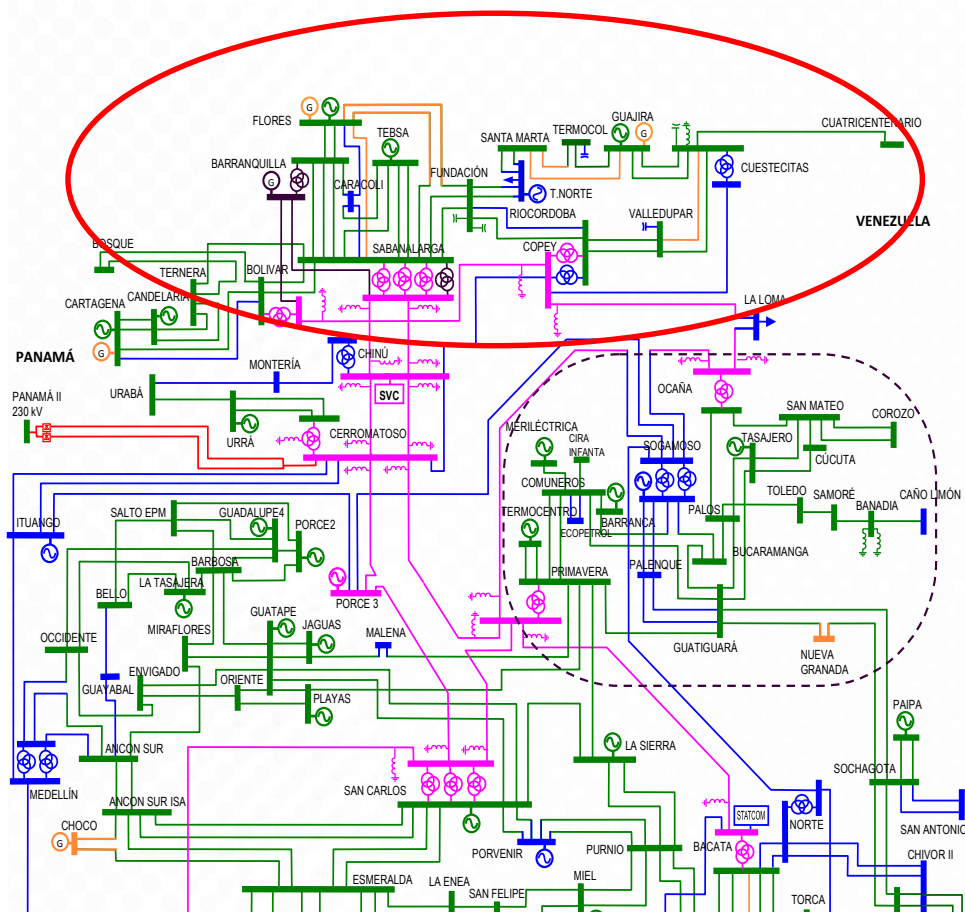 CUATRICENTENARIO
GUAJIRA
G
G
FLORES
TEBSA
SANTA MARTA
TERMOCOL
BARRANQUILLA
G
CARACOLI
FUNDACIÓN
T.NORTE
CUESTECITAS
RIOCORDOBA
VALLEDUPAR
VENEZUELA
BOSQUE
SABANALARGA
COPEY
TERNERA
BOLIVAR
CARTAGENA
CANDELARIA
LA LOMA
G
PANAMÁ
CHINÚ
MONTERÍA
OCAÑA
PANAMÁ II
230 kV
URABÁ
SVC
SAN MATEO
COROZO
URRÁ
CERROMATOSO
MERILÉCTRICA
CIRA
INFANTA
SOGAMOSO
TASAJERO
CÚCUTA
COMUNEROS
TOLEDO
SAMORÉ
BANADIA
CAÑO LIMÓN
ITUANGO
SALTO EPM
GUADALUPE4
PORCE2
TERMOCENTRO
ECOPETROL
BARRANCA
PALOS
BUCARAMANGA
BARBOSA
LA TASAJERA
PRIMAVERA
PALENQUE
BELLO
PORCE 3
GUATAPE
JAGUAS
MALENA
OCCIDENTE
MIRAFLORES
GUATIGUARÁ
NUEVA
GRANADA
ENVIGADO
GUAYABAL
ORIENTE
PLAYAS
PAIPA
ANCON SUR
LA SIERRA
SOCHAGOTA
MEDELLÍN
SAN CARLOS
ANCON SUR ISA
STATCOM
NORTE
SAN ANTONIO
CHOCO
G
PORVENIR
PURNIO
BACATA
CHIVOR II
ESMERALDA
LA ENEA
SAN FELIPE
MIEL
TORCA